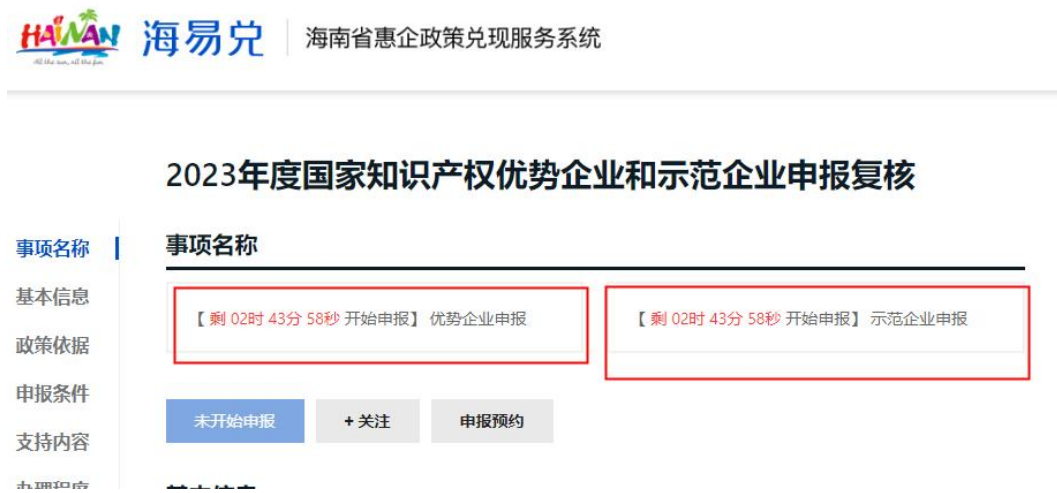 HAINAN
All the sun, all the fun
海易兑
海南省惠企政策兑现服务系统
2023年度国家知识产权优势企业和示范企业申报复核
事项名称
基本信息
政策依据
申报条件
支持内容
事项名称
【 剩 02时 43分 58秒 开始申报】 优势企业申报
【 剩 02时 43分 58秒 开始申报】 示范企业申报
未开始申报
+ 关注
申报预约